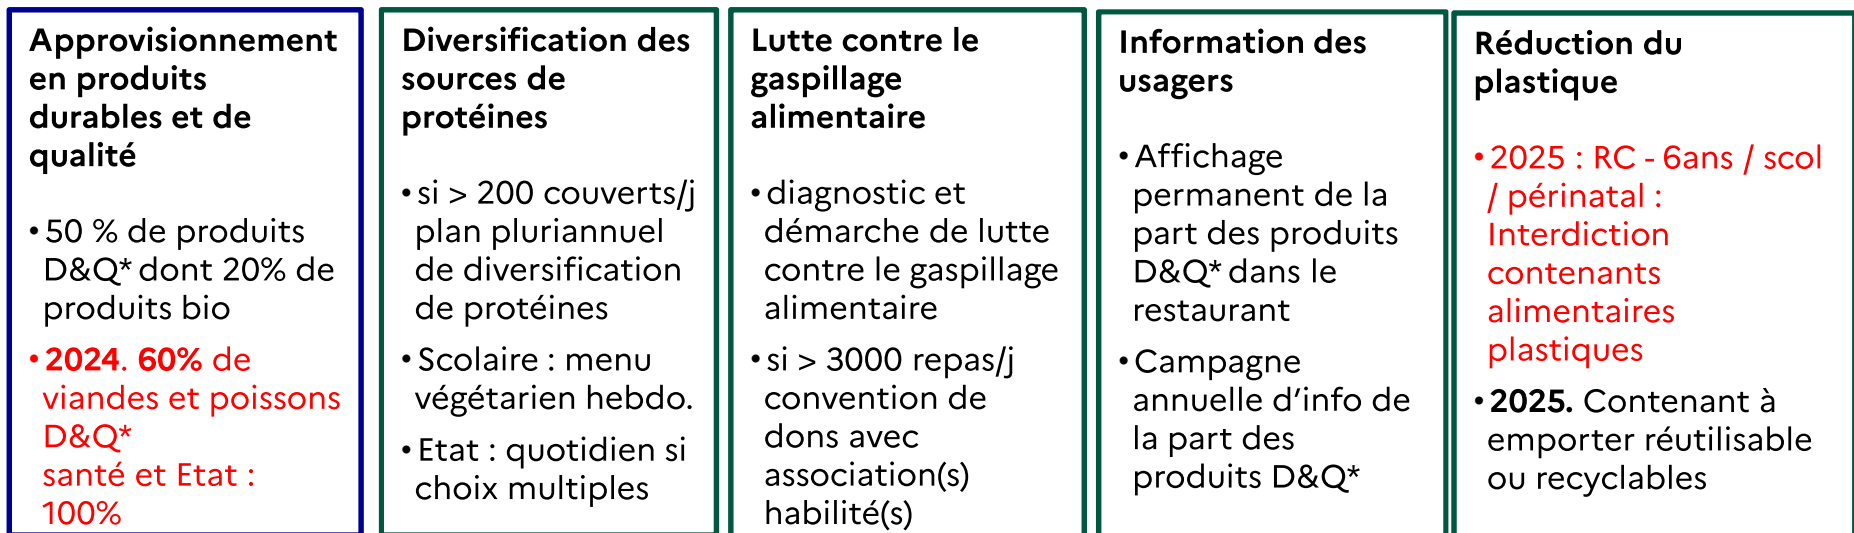 Approvisionnement
en produits
durables et de
qualité
• 50 % de produits
D&Q* dont 20% de
produits bio
• 2024. 60% de
viandes et poissons
D&Q*
santé et Etat :
100%
Diversification des
sources de
protéines
• si > 200 couverts/j
plan pluriannuel
de diversification
de protéines
• Scolaire : menu
végétarien hebdo.
• Etat : quotidien si
choix multiples
Lutte contre le
gaspillage
alimentaire
• diagnostic et
démarche de lutte
contre le gaspillage
alimentaire
• si > 3000 repas/j
convention de
dons avec
association(s)
habilité(s)
Information des
usagers
• Affichage
permanent de la
part des produits
D&Q* dans le
restaurant
• Campagne
annuelle d’info de
la part des
produits D&Q*
Réduction du
plastique
• 2025 : RC - 6ans / scol
/ périnatal :
Interdiction
contenants
alimentaires
plastiques
• 2025. Contenant à
emporter réutilisable
ou recyclables